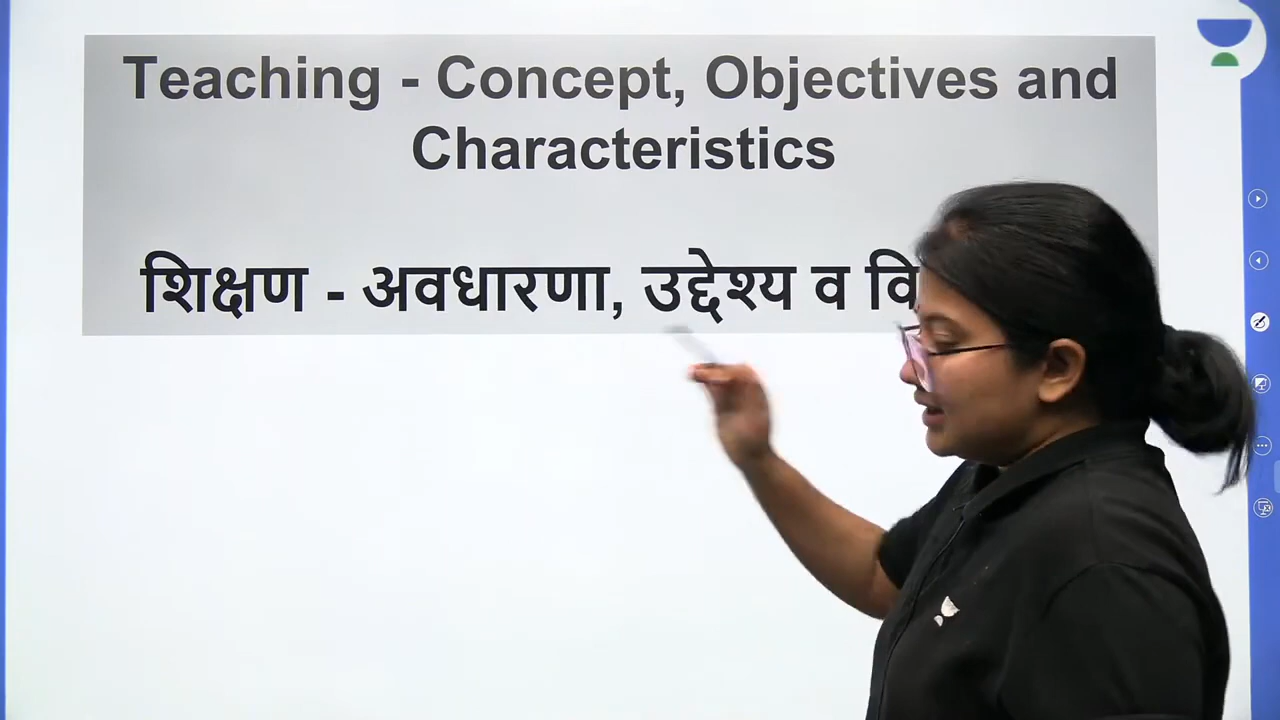 Teaching - Concept, Objectives and
Characteristics
शिक्षण - अवधारणा, उद्देश्य व